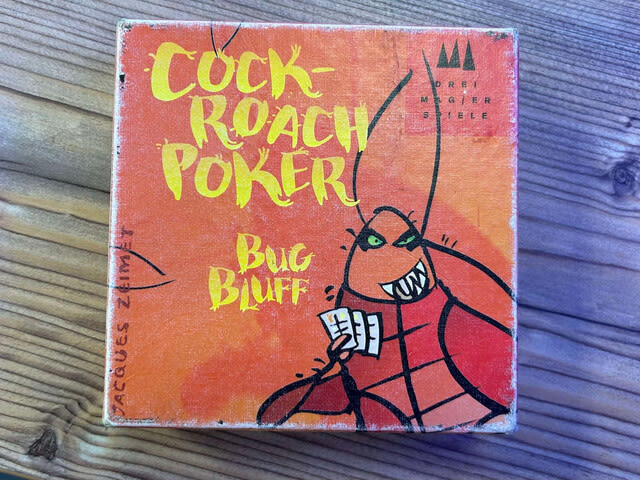 COCK-
ROACH
POKER
BUG
BLUFF
DREI
MAGIER
SPIELE
JACQUES ZEIMET